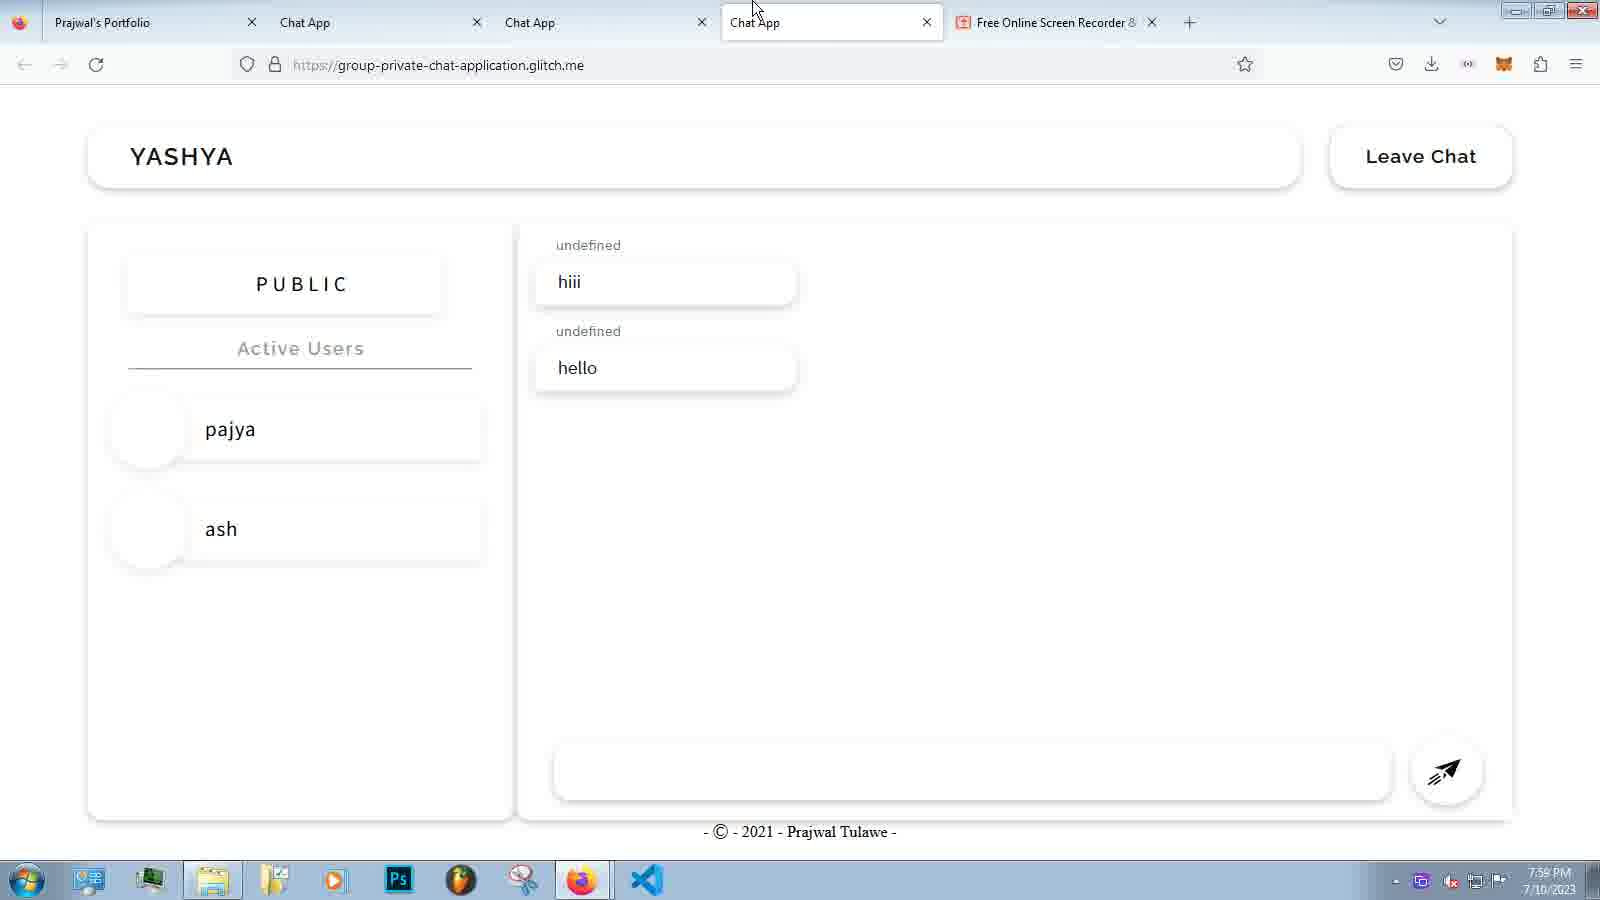 Prajwal's Portfolio
Chat App
Chat App
Chat App
Free Online Screen Recorder &
https://group-private-chat-application.glitch.me
YASHYA
Leave Chat
PUBLIC
Active Users
pajya
ash
undefined
hiii
undefined
hello
- © - 2021 - Prajwal Tulawe -
Ps
7:59 PM
7/10/2023